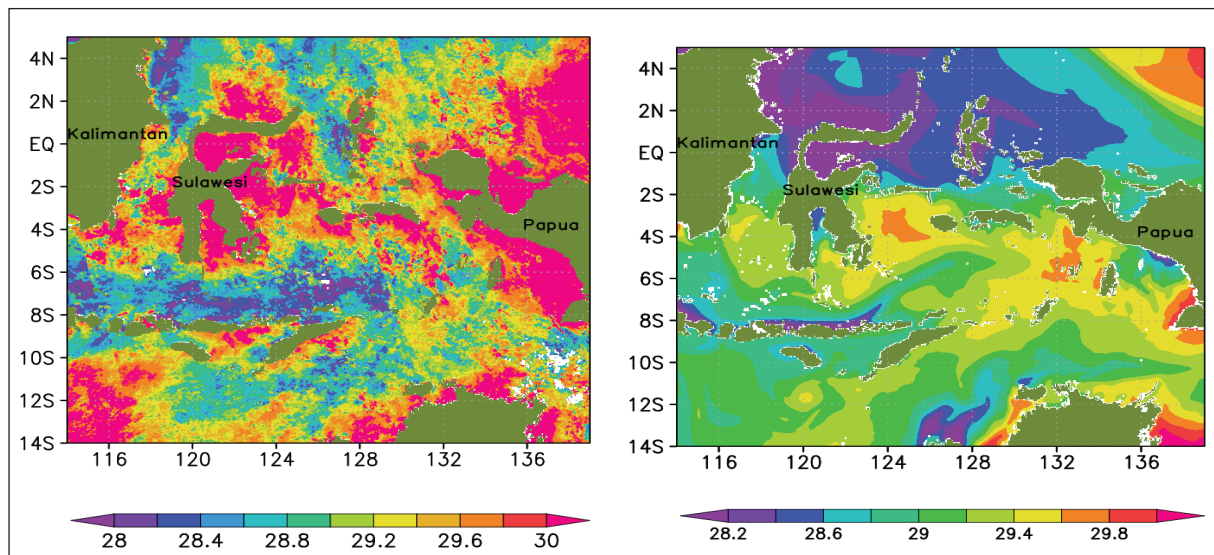 4N
2N
EQ
2S
4S
6S
8S
10S
12S
14S
Kalimantan
Sulawesi
Papua
116 120 124 128 132 136
28 28.4 28.8 29.2 29.6 30
4N
2N
EQ
2S
4S
6S
8S
10S
12S
14S
Kalimantan
Sulawesi
Papua
116 120 124 128 132 136
28.2 28.6 29 29.4 29.8